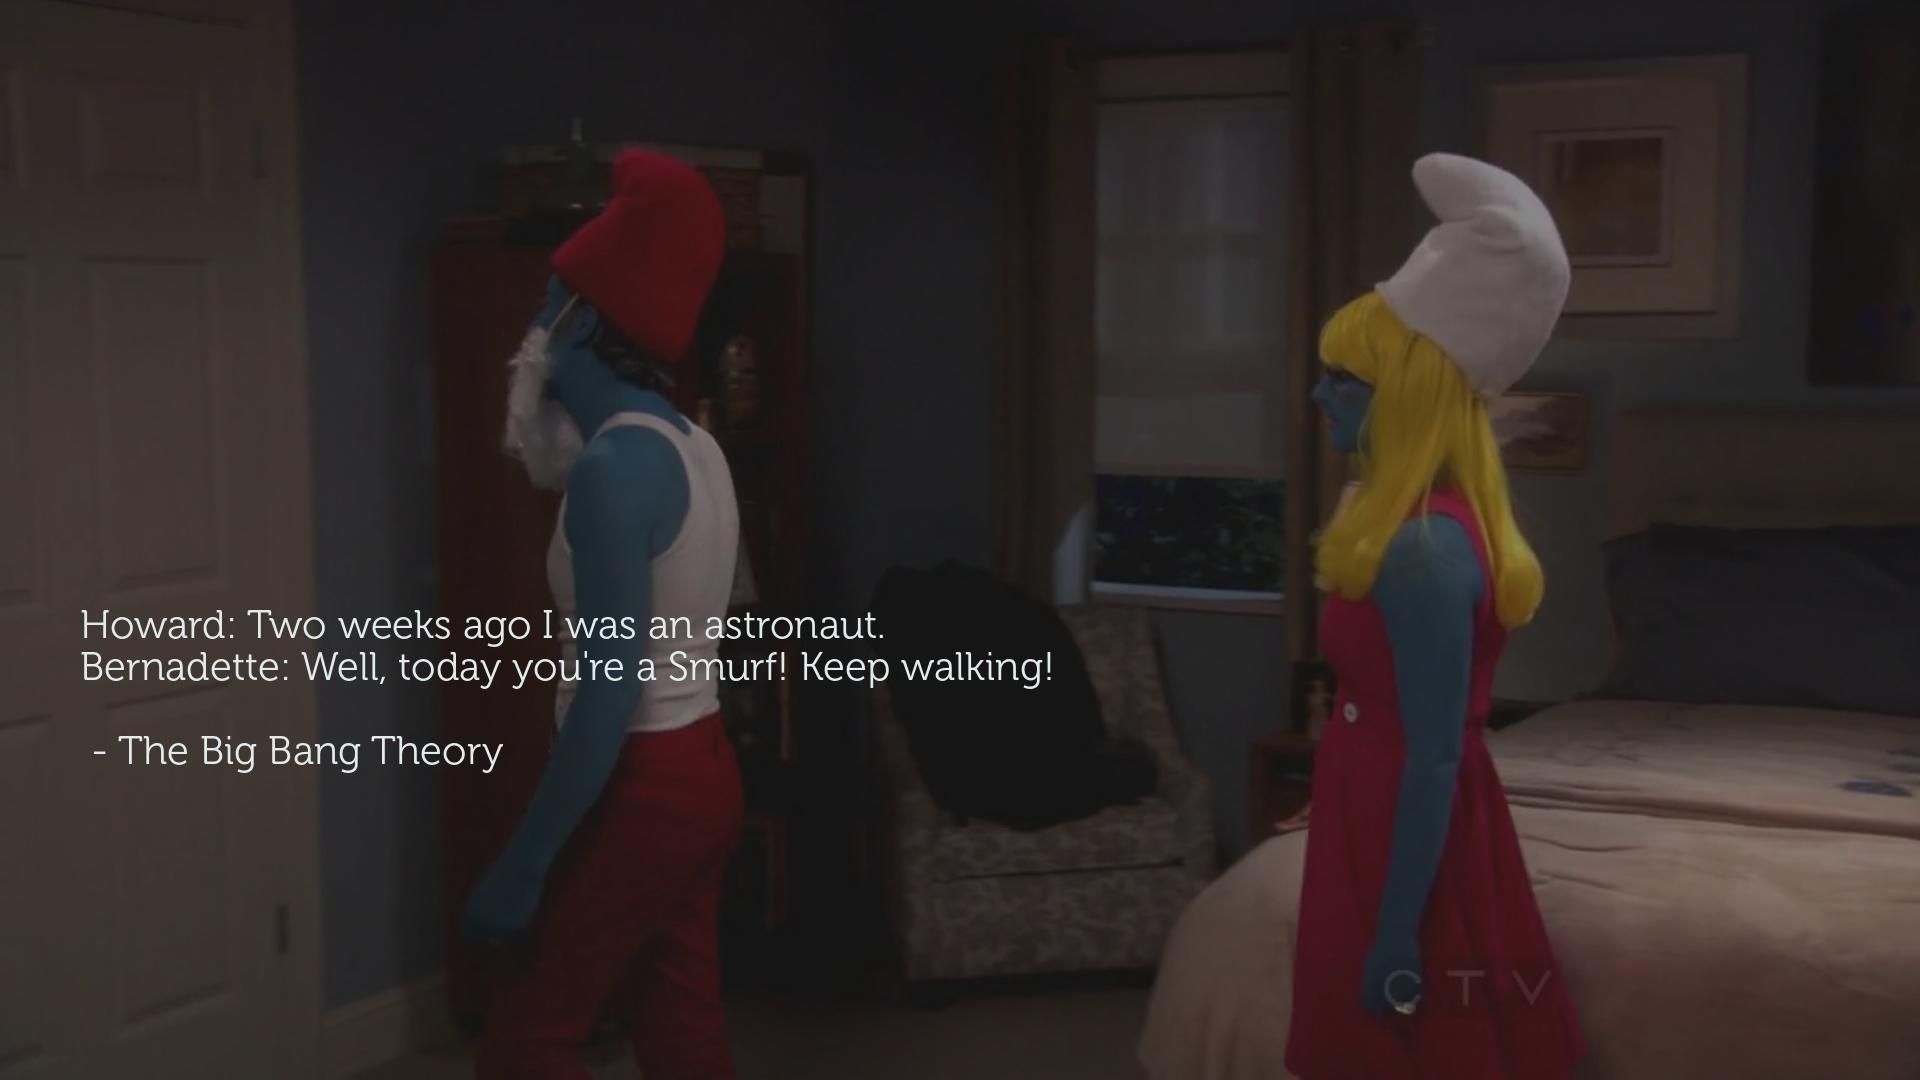 Howard: Two weeks ago I was an astronaut.
Bernadette: Well, today you're a Smurf! Keep walking!
- The Big Bang Theory
CTV